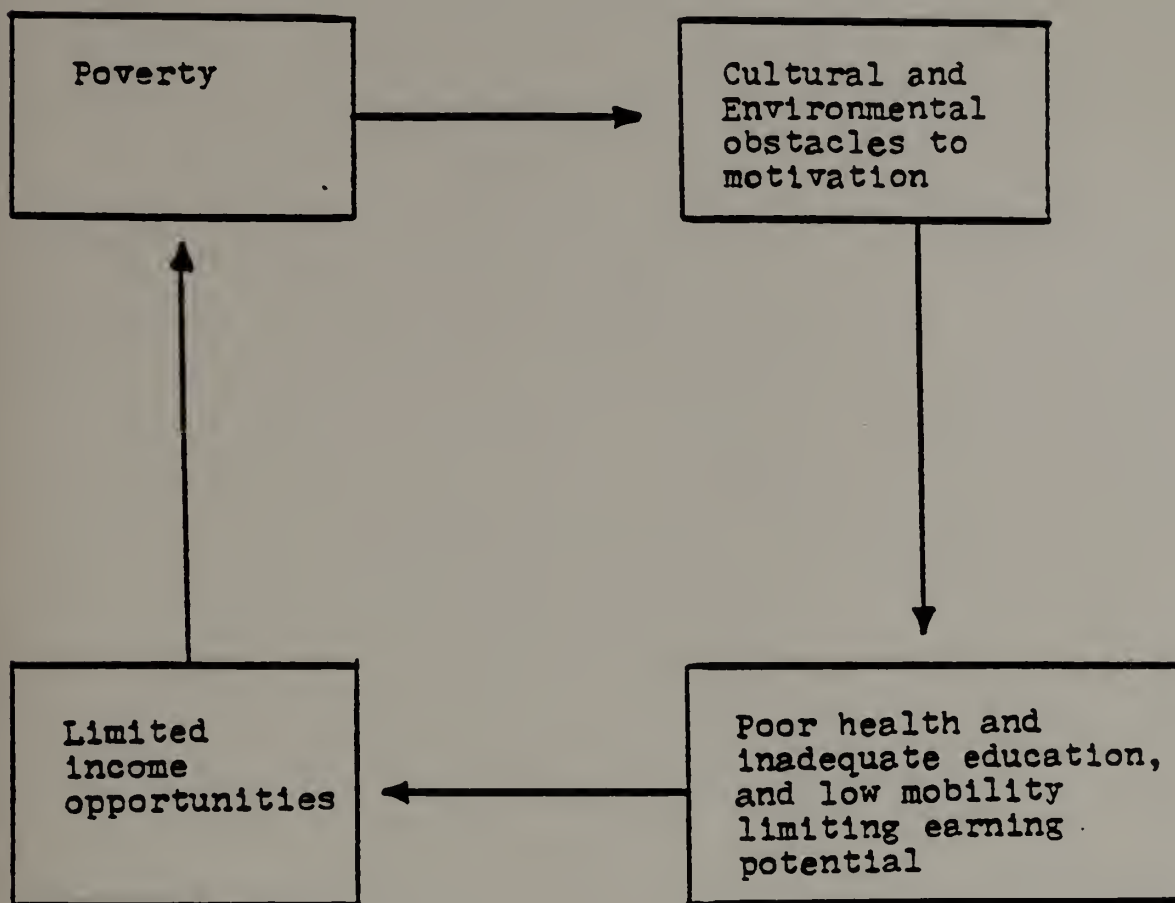 Poverty
Cultural and
Environmental
obstacles to
motivation
Limited
income
opportunities
Poor health and
inadequate education,
and low mobility
limiting earning
potential